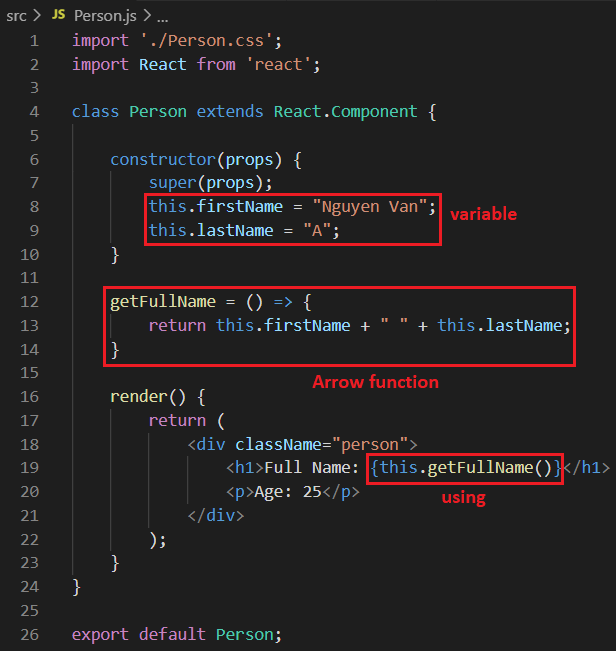 src > JS Person.js > ...
1 import './Person.css';
2 import React from 'react';
3
4 class Person extends React.Component {
5
6 constructor(props) {
7 super(props);
8 this.firstName = "Nguyen Van"; variable
9 this.lastName = "A";
10 }
11
12 getFullName = () => {
13 return this.firstName + " " + this.lastName;
14 }
15
Arrow function
16 render() {
17 return (
18 <div className="person">
19 <h1>Full Name: {this.getFullName()}</h1>
20 <p>Age: 25</p>
using
21 </div>
22 );
23 }
24 }
25
26 export default Person;